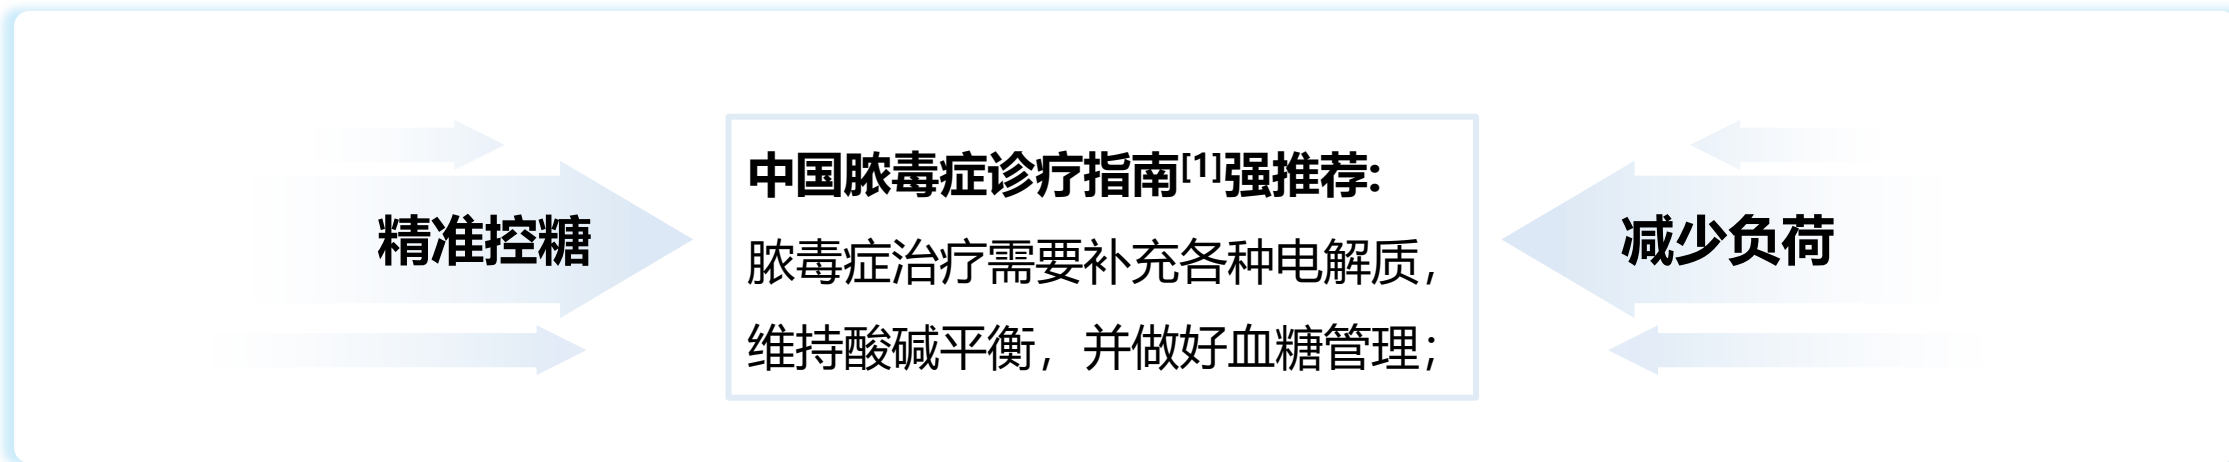 精准控糖
中国脓毒症诊疗指南[1]强推荐:
脓毒症治疗需要补充各种电解质，
维持酸碱平衡，并做好血糖管理；
减少负荷